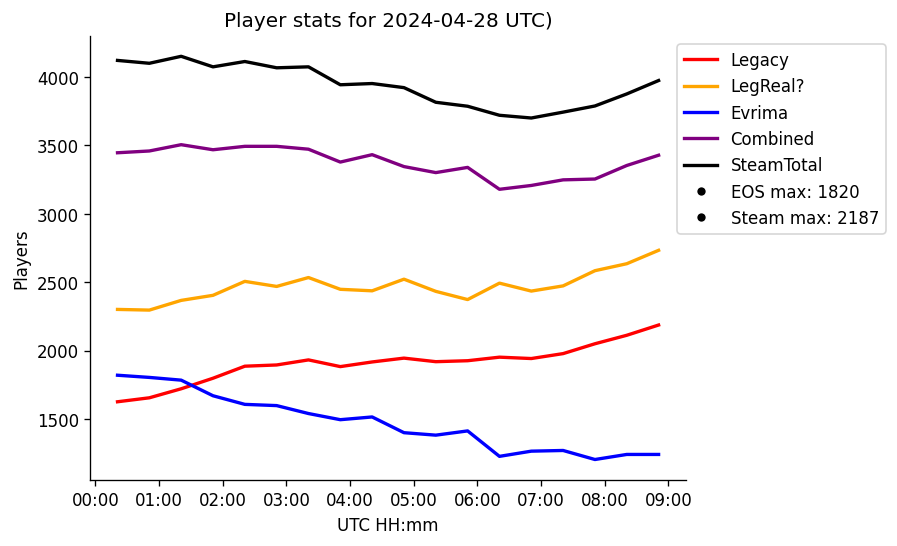 Player stats for 2024-04-28 UTC)
Players
4000
3500
3000
2500
2000
1500
00:00 01:00 02:00 03:00 04:00 05:00 06:00 07:00 08:00 09:00
UTC HH:mm
Legacy
LegReal?
Evrima
Combined
SteamTotal
EOS max: 1820
Steam max: 2187